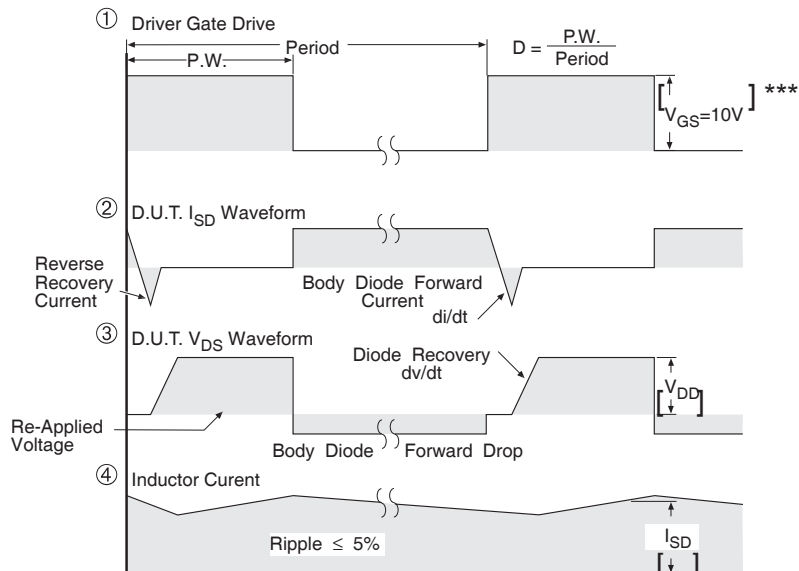 ① Driver Gate Drive
Period
P.W.
D = P.W. / Period
[ V_GS=10V ] ***
② D.U.T. I_SD Waveform
Reverse
Recovery
Current
Body Diode Forward
Current
di/dt
③ D.U.T. V_DS Waveform
Diode Recovery
dv/dt
[ V_DD ]
Re-Applied
Voltage
Body Diode Forward Drop
④ Inductor Curent
Ripple ≤ 5%
[ I_SD ]